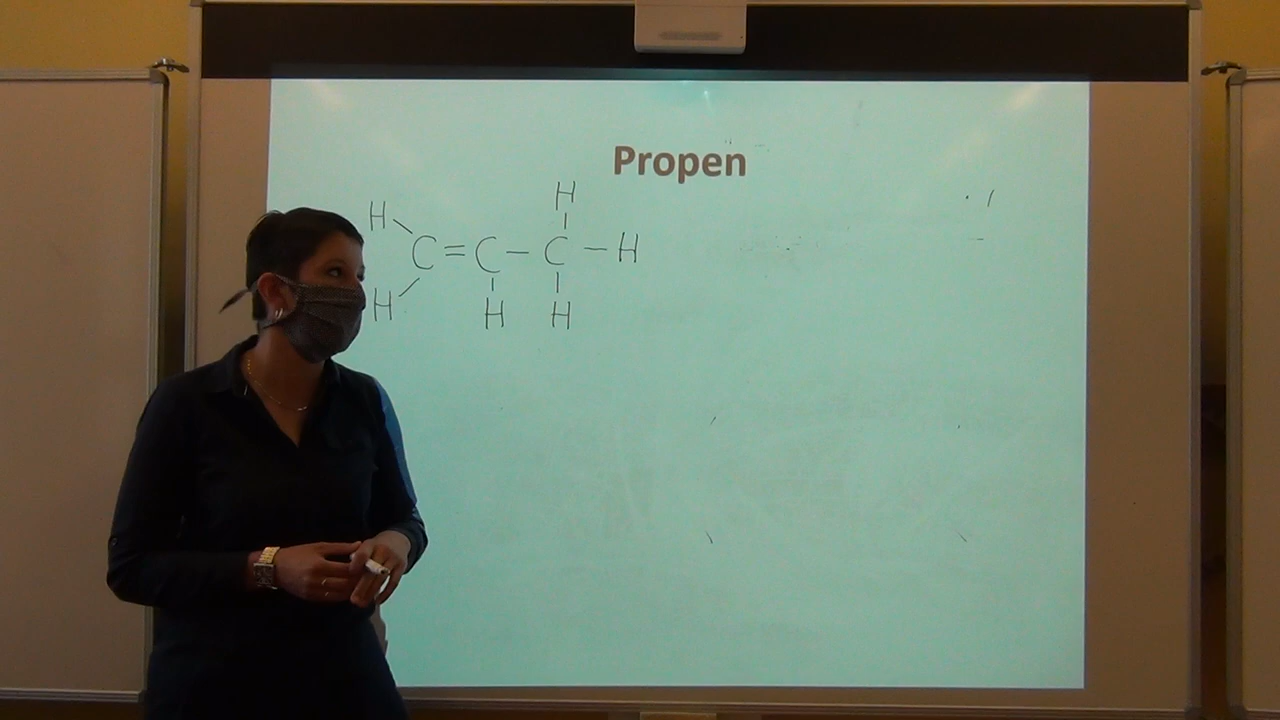 Propen
H
H
C = C — C — H
H H H